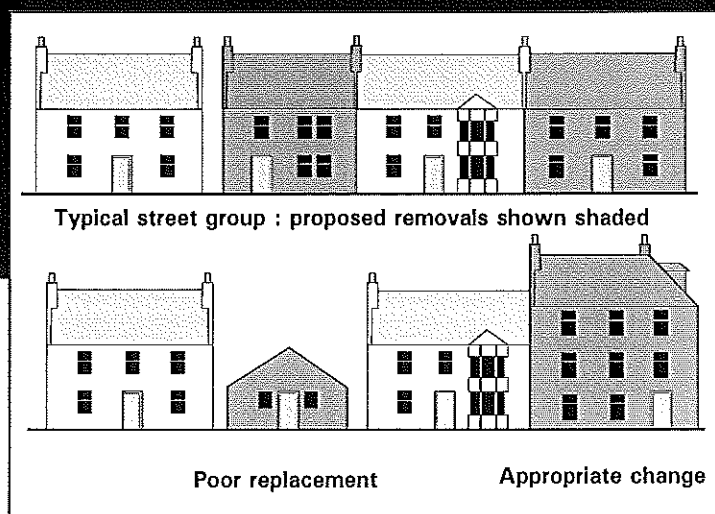 Typical street group : proposed removals shown shaded
Poor replacement
Appropriate change